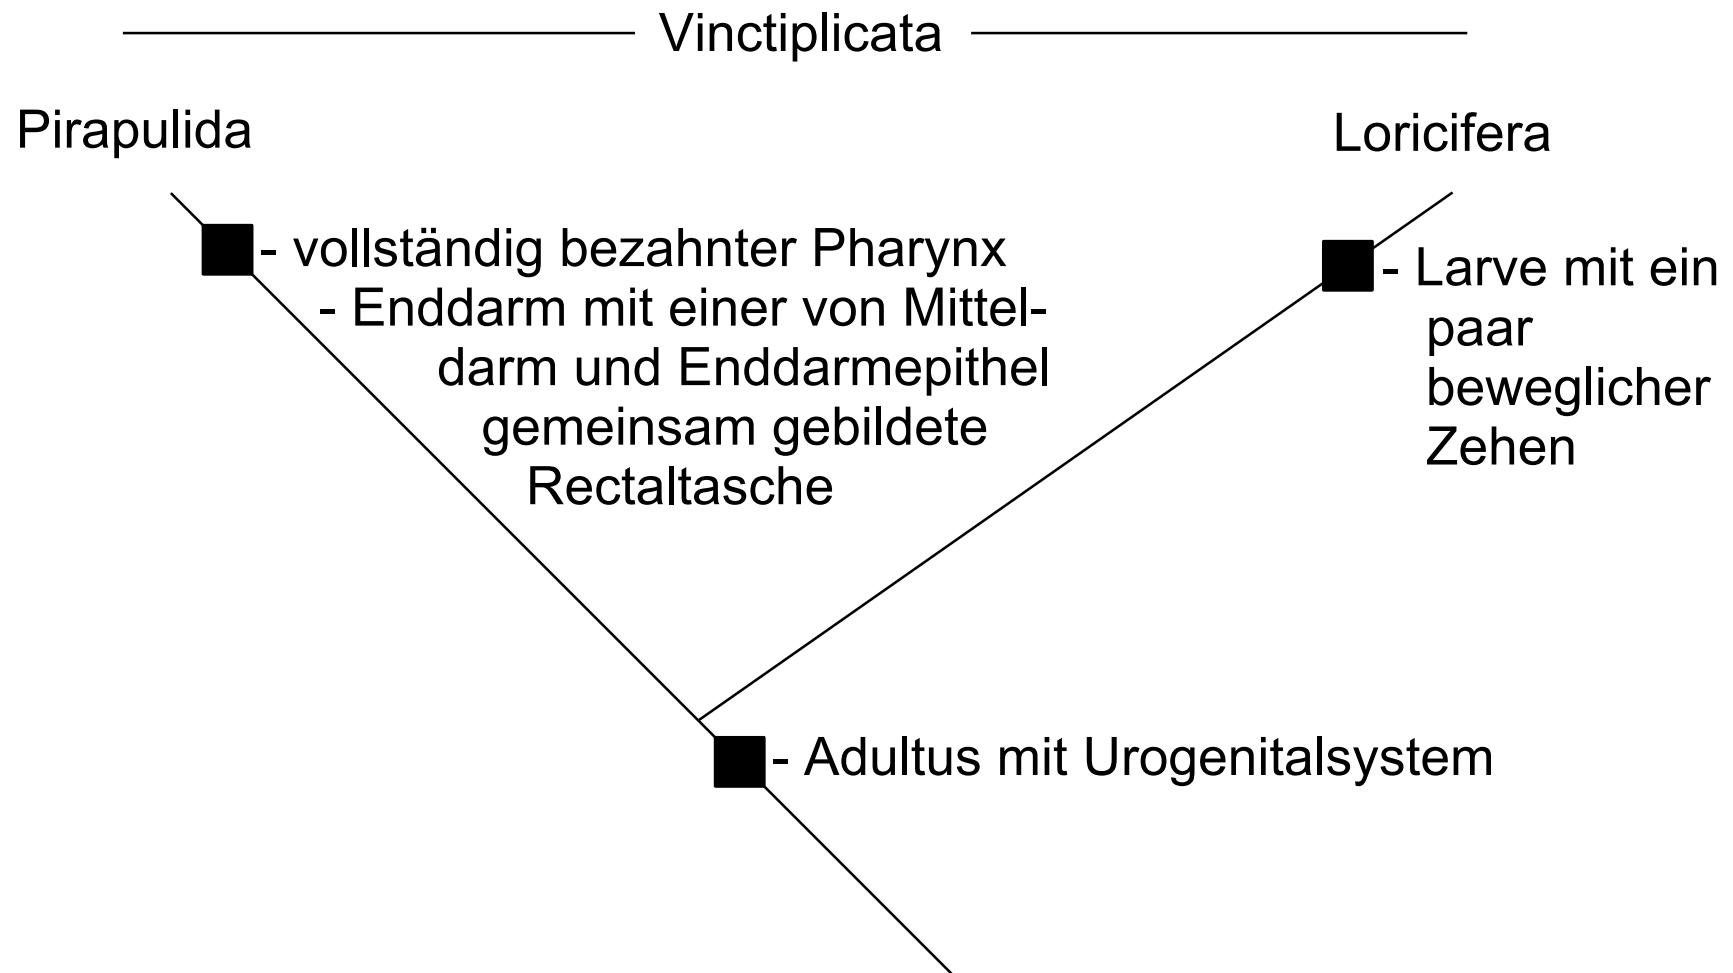 Vinctiplicata
Pirapulida
Loricifera
- vollständig bezahnter Pharynx
- Enddarm mit einer von Mittel-
darm und Enddarmepithel
gemeinsam gebildete
Rectaltasche
- Larve mit ein
paar
beweglicher
Zehen
- Adultus mit Urogenitalsystem